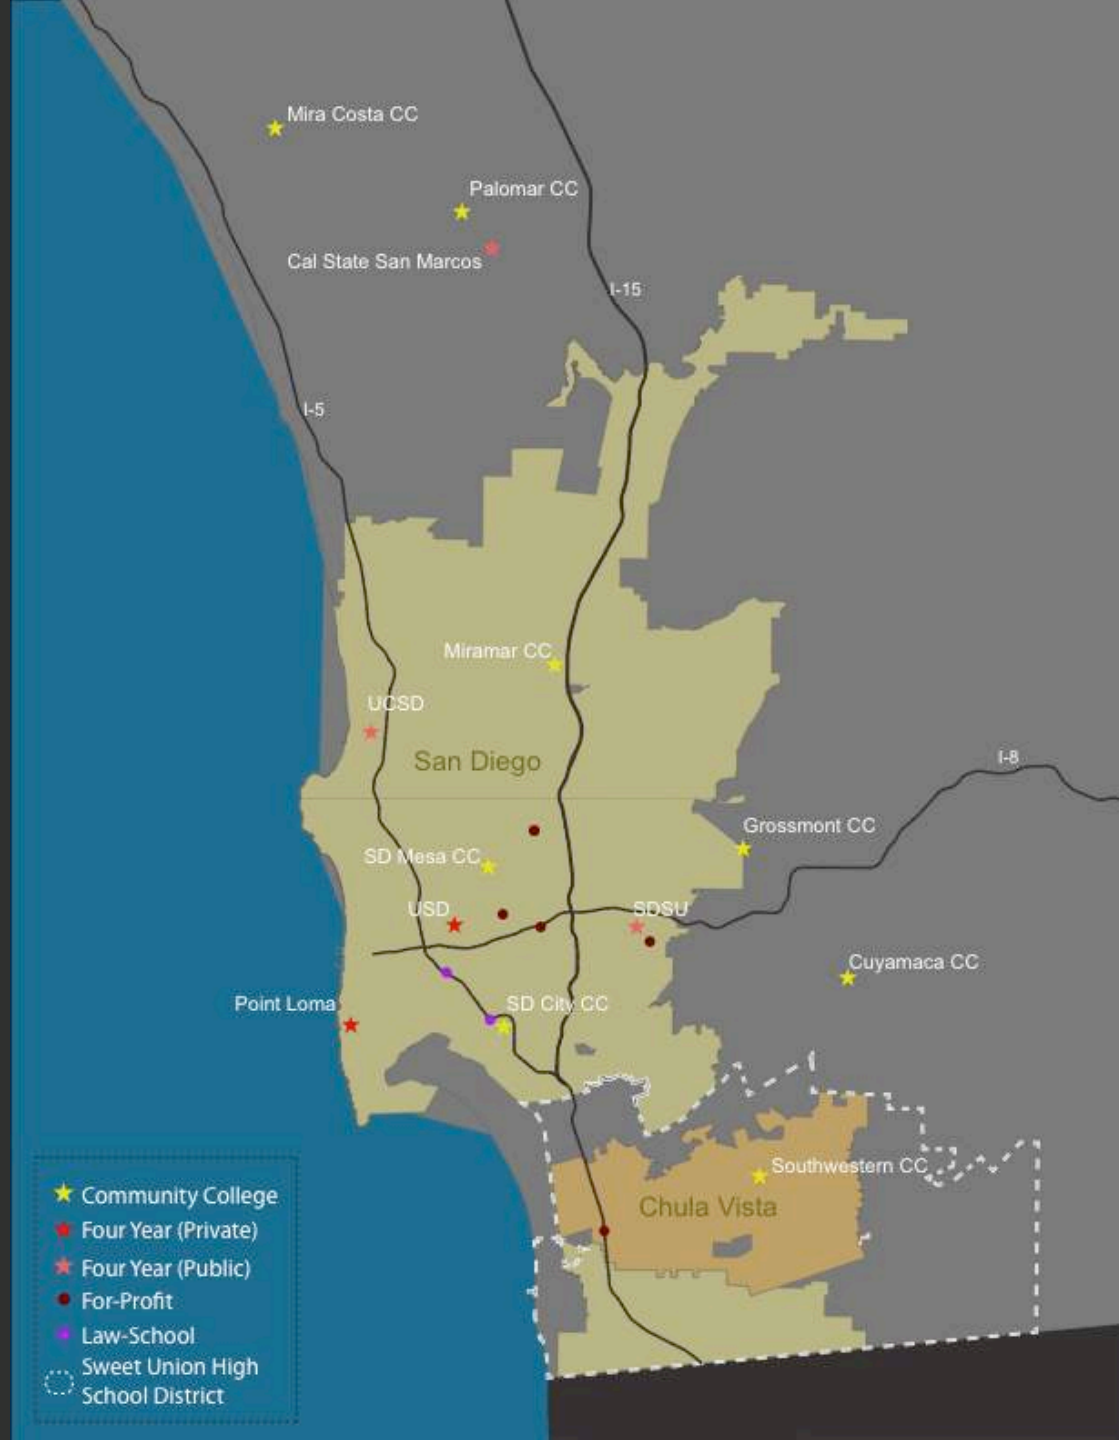 Mira Costa CC
Palomar CC
Cal State San Marcos
I-15
I-5
Miramar CC
UCSD
San Diego
I-8
Grossmont CC
SD Mesa CC
USD
SDSU
Cuyamaca CC
Point Loma
SD City CC
Southwestern CC
Chula Vista
Community College
Four Year (Private)
Four Year (Public)
For-Profit
Law-School
Sweet Union High
School District